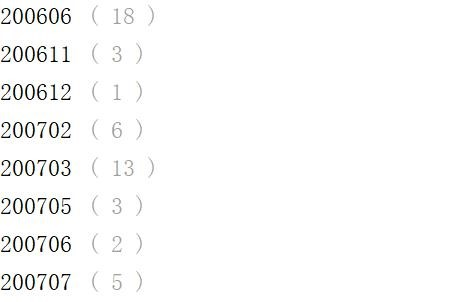 200606 ( 18 )
200611 ( 3 )
200612 ( 1 )
200702 ( 6 )
200703 ( 13 )
200705 ( 3 )
200706 ( 2 )
200707 ( 5 )